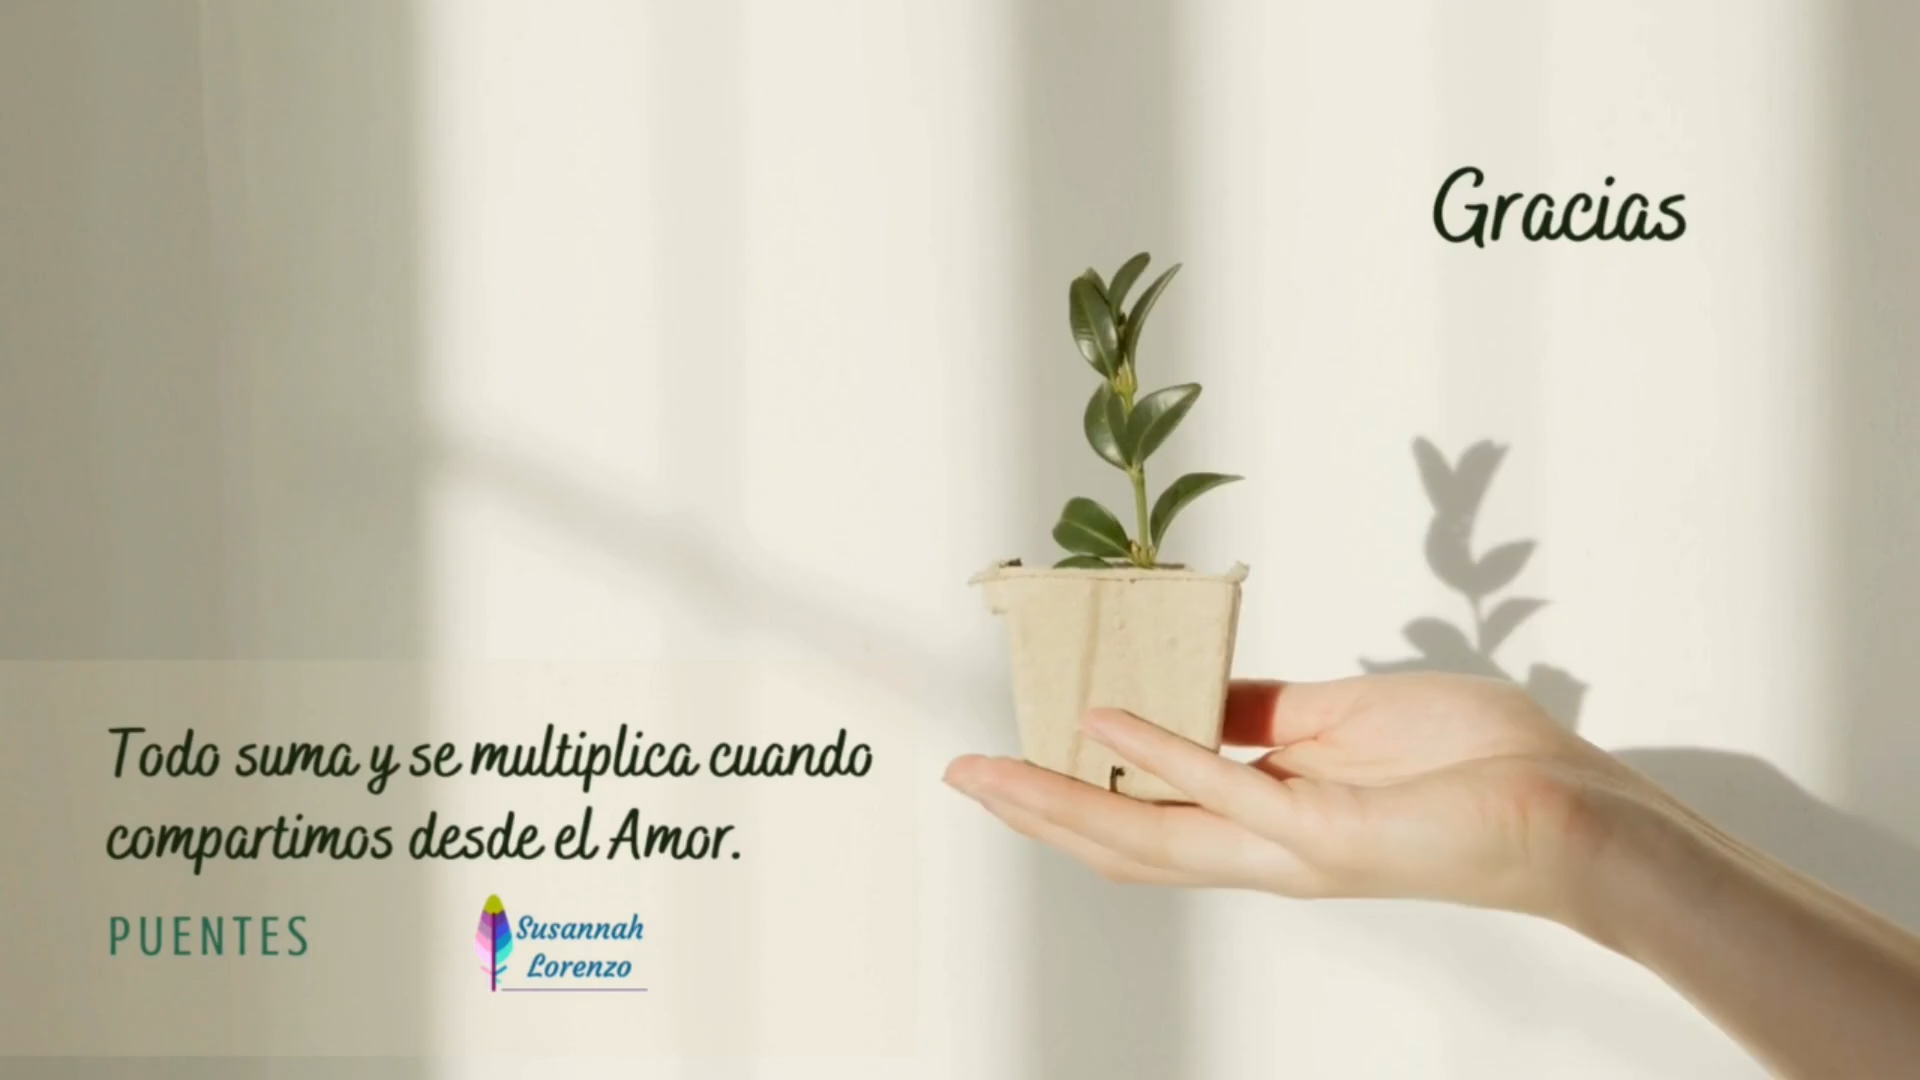 Gracias
Todo suma y se multiplica cuando
compartimos desde el Amor.
PUENTES
Susannah
Lorenzo